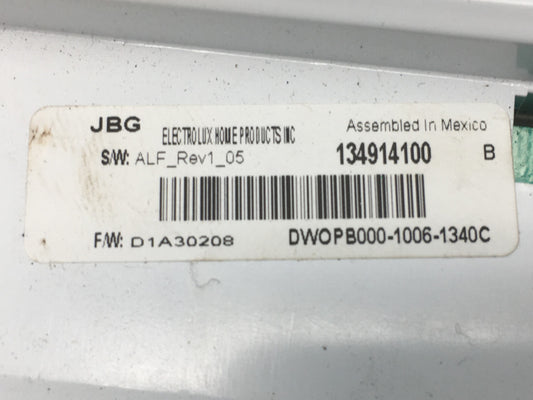 JBG ELECTROLUX HOME PRODUCTS INC Assembled In Mexico
S/W: ALF_Rev1_05 134914100 B
F/W: D1A30208 DWOPB000-1006-1340C